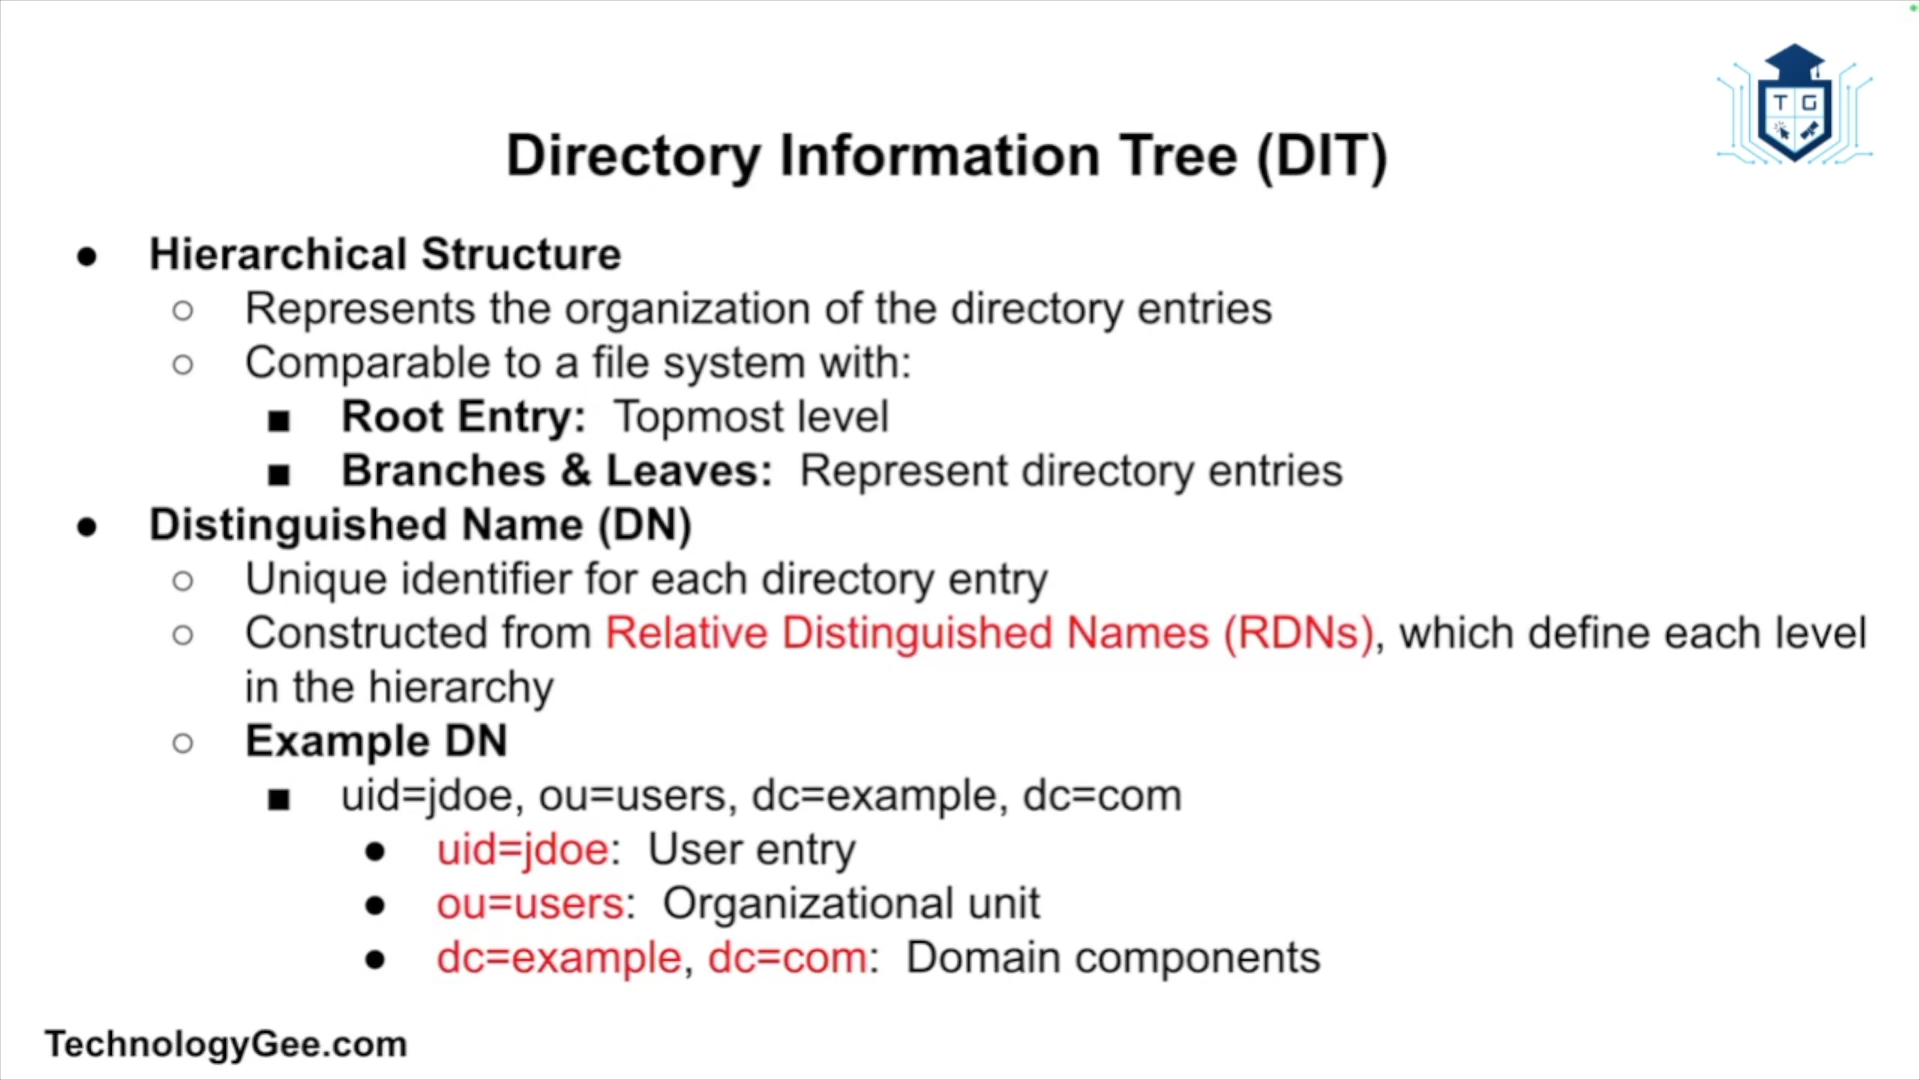 T G
Directory Information Tree (DIT)
● Hierarchical Structure
○ Represents the organization of the directory entries
○ Comparable to a file system with:
■ Root Entry: Topmost level
■ Branches & Leaves: Represent directory entries
● Distinguished Name (DN)
○ Unique identifier for each directory entry
○ Constructed from Relative Distinguished Names (RDNs), which define each level
in the hierarchy
○ Example DN
■ uid=jdoe, ou=users, dc=example, dc=com
● uid=jdoe: User entry
● ou=users: Organizational unit
● dc=example, dc=com: Domain components
TechnologyGee.com